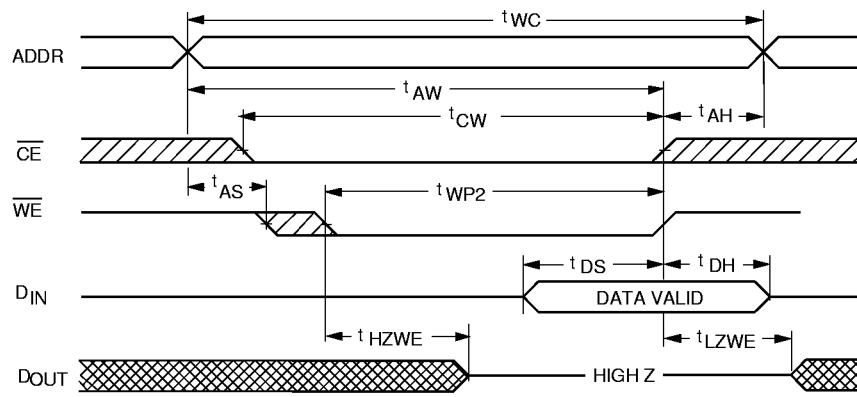 tWC
ADDR
tAW
tCW
tAH
CE
tAS
tWP2
WE
tDS
tDH
DIN
DATA VALID
tHZWE
tLZWE
DOUT
HIGH Z